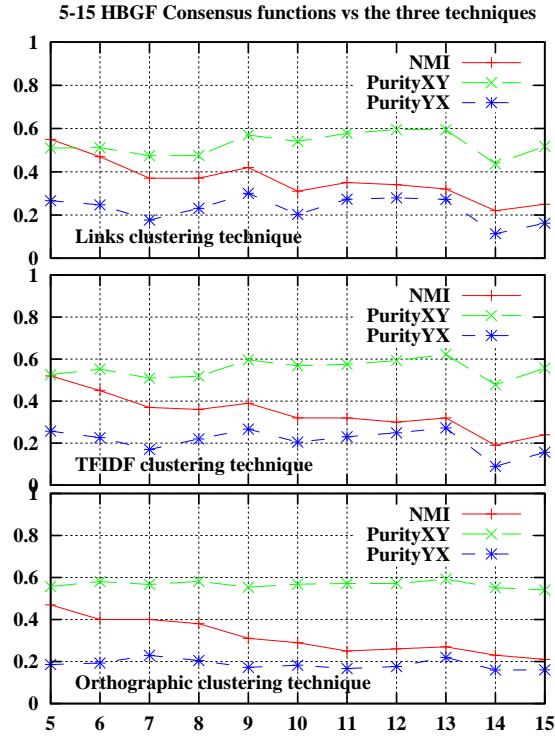 5-15 HBGF Consensus functions vs the three techniques
1
0.8
0.6
0.4
0.2
0
NMI
PurityXY
PurityYX
Links clustering technique
1
0.8
0.6
0.4
0.2
0
NMI
PurityXY
PurityYX
TFIDF clustering technique
1
0.8
0.6
0.4
0.2
0
NMI
PurityXY
PurityYX
Orthographic clustering technique
5 6 7 8 9 10 11 12 13 14 15